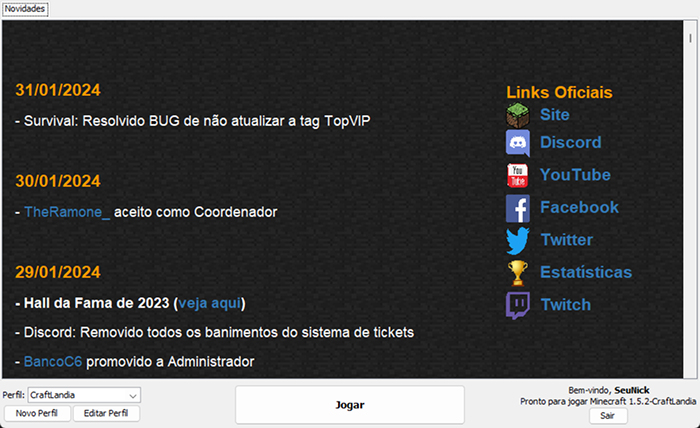 Novidades
31/01/2024
- Survival: Resolvido BUG de não atualizar a tag TopVIP
30/01/2024
- TheRamone_ aceito como Coordenador
29/01/2024
- Hall da Fama de 2023 (veja aqui)
- Discord: Removido todos os banimentos do sistema de tickets
- BancoC6 promovido a Administrador
Links Oficiais
Site
Discord
You Tube
YouTube
Facebook
Twitter
Estatísticas
Twitch
Perfil: CraftLandia
Novo Perfil
Editar Perfil
Jogar
Bem-vindo, SeuNick
Pronto para jogar Minecraft 1.5.2-CraftLandia
Sair